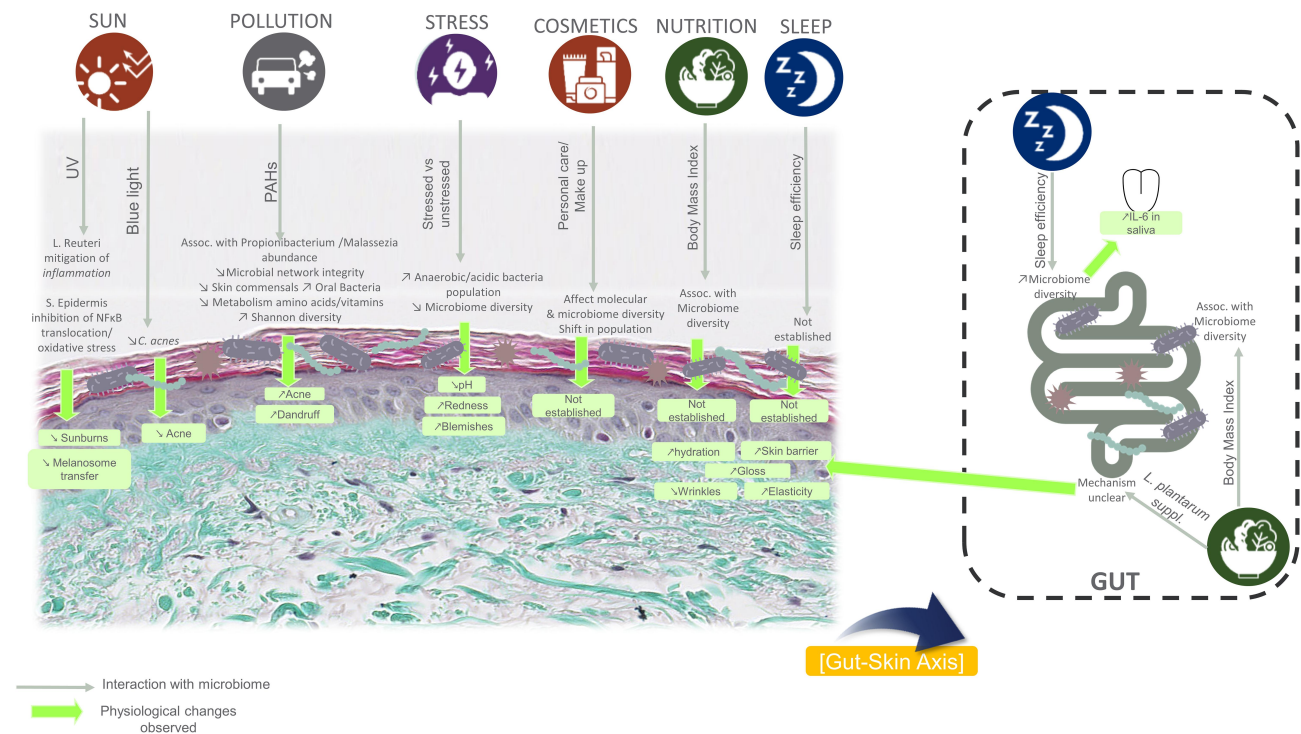 SUN
POLLUTION
STRESS
COSMETICS
NUTRITION
SLEEP
UV
Blue light
PAHs
Stressed vs
unstressed
Personal care/
Make up
Body Mass Index
Sleep efficiency
L. Reuteri
mitigation of
inflammation
S. Epidermis
inhibition of NFκB
translocation/
oxidative stress
↘C. acnes
Assoc. with Propionibacterium /Malassezia
abundance
↘Microbial network integrity
↘ Skin commensals ↗ Oral Bacteria
↘ Metabolism amino acids/vitamins
↗ Shannon diversity
↗ Anaerobic/acidic bacteria
population
↘ Microbiome diversity
Affect molecular
& microbiome diversity
Shift in population
Assoc. with
Microbiome
diversity
Not
established
↘ Sunburns
↘ Melanosome
transfer
↘ Acne
↗Acne
↗Dandruff
↘pH
↗Redness
↗Blemishes
Not
established
Not
established
Not
established
↗hydration
↗Skin barrier
↗Gloss
↘Wrinkles
↗Elasticity
Z
Z
Z
Z
Z
Z
Sleep efficiency
↗IL-6 in
saliva
↗Microbiome
diversity
Assoc. with
Microbiome
diversity
Body Mass Index
Mechanism
unclear
L. plantarum
suppl.
GUT
[Gut-Skin Axis]
Interaction with microbiome
Physiological changes
observed